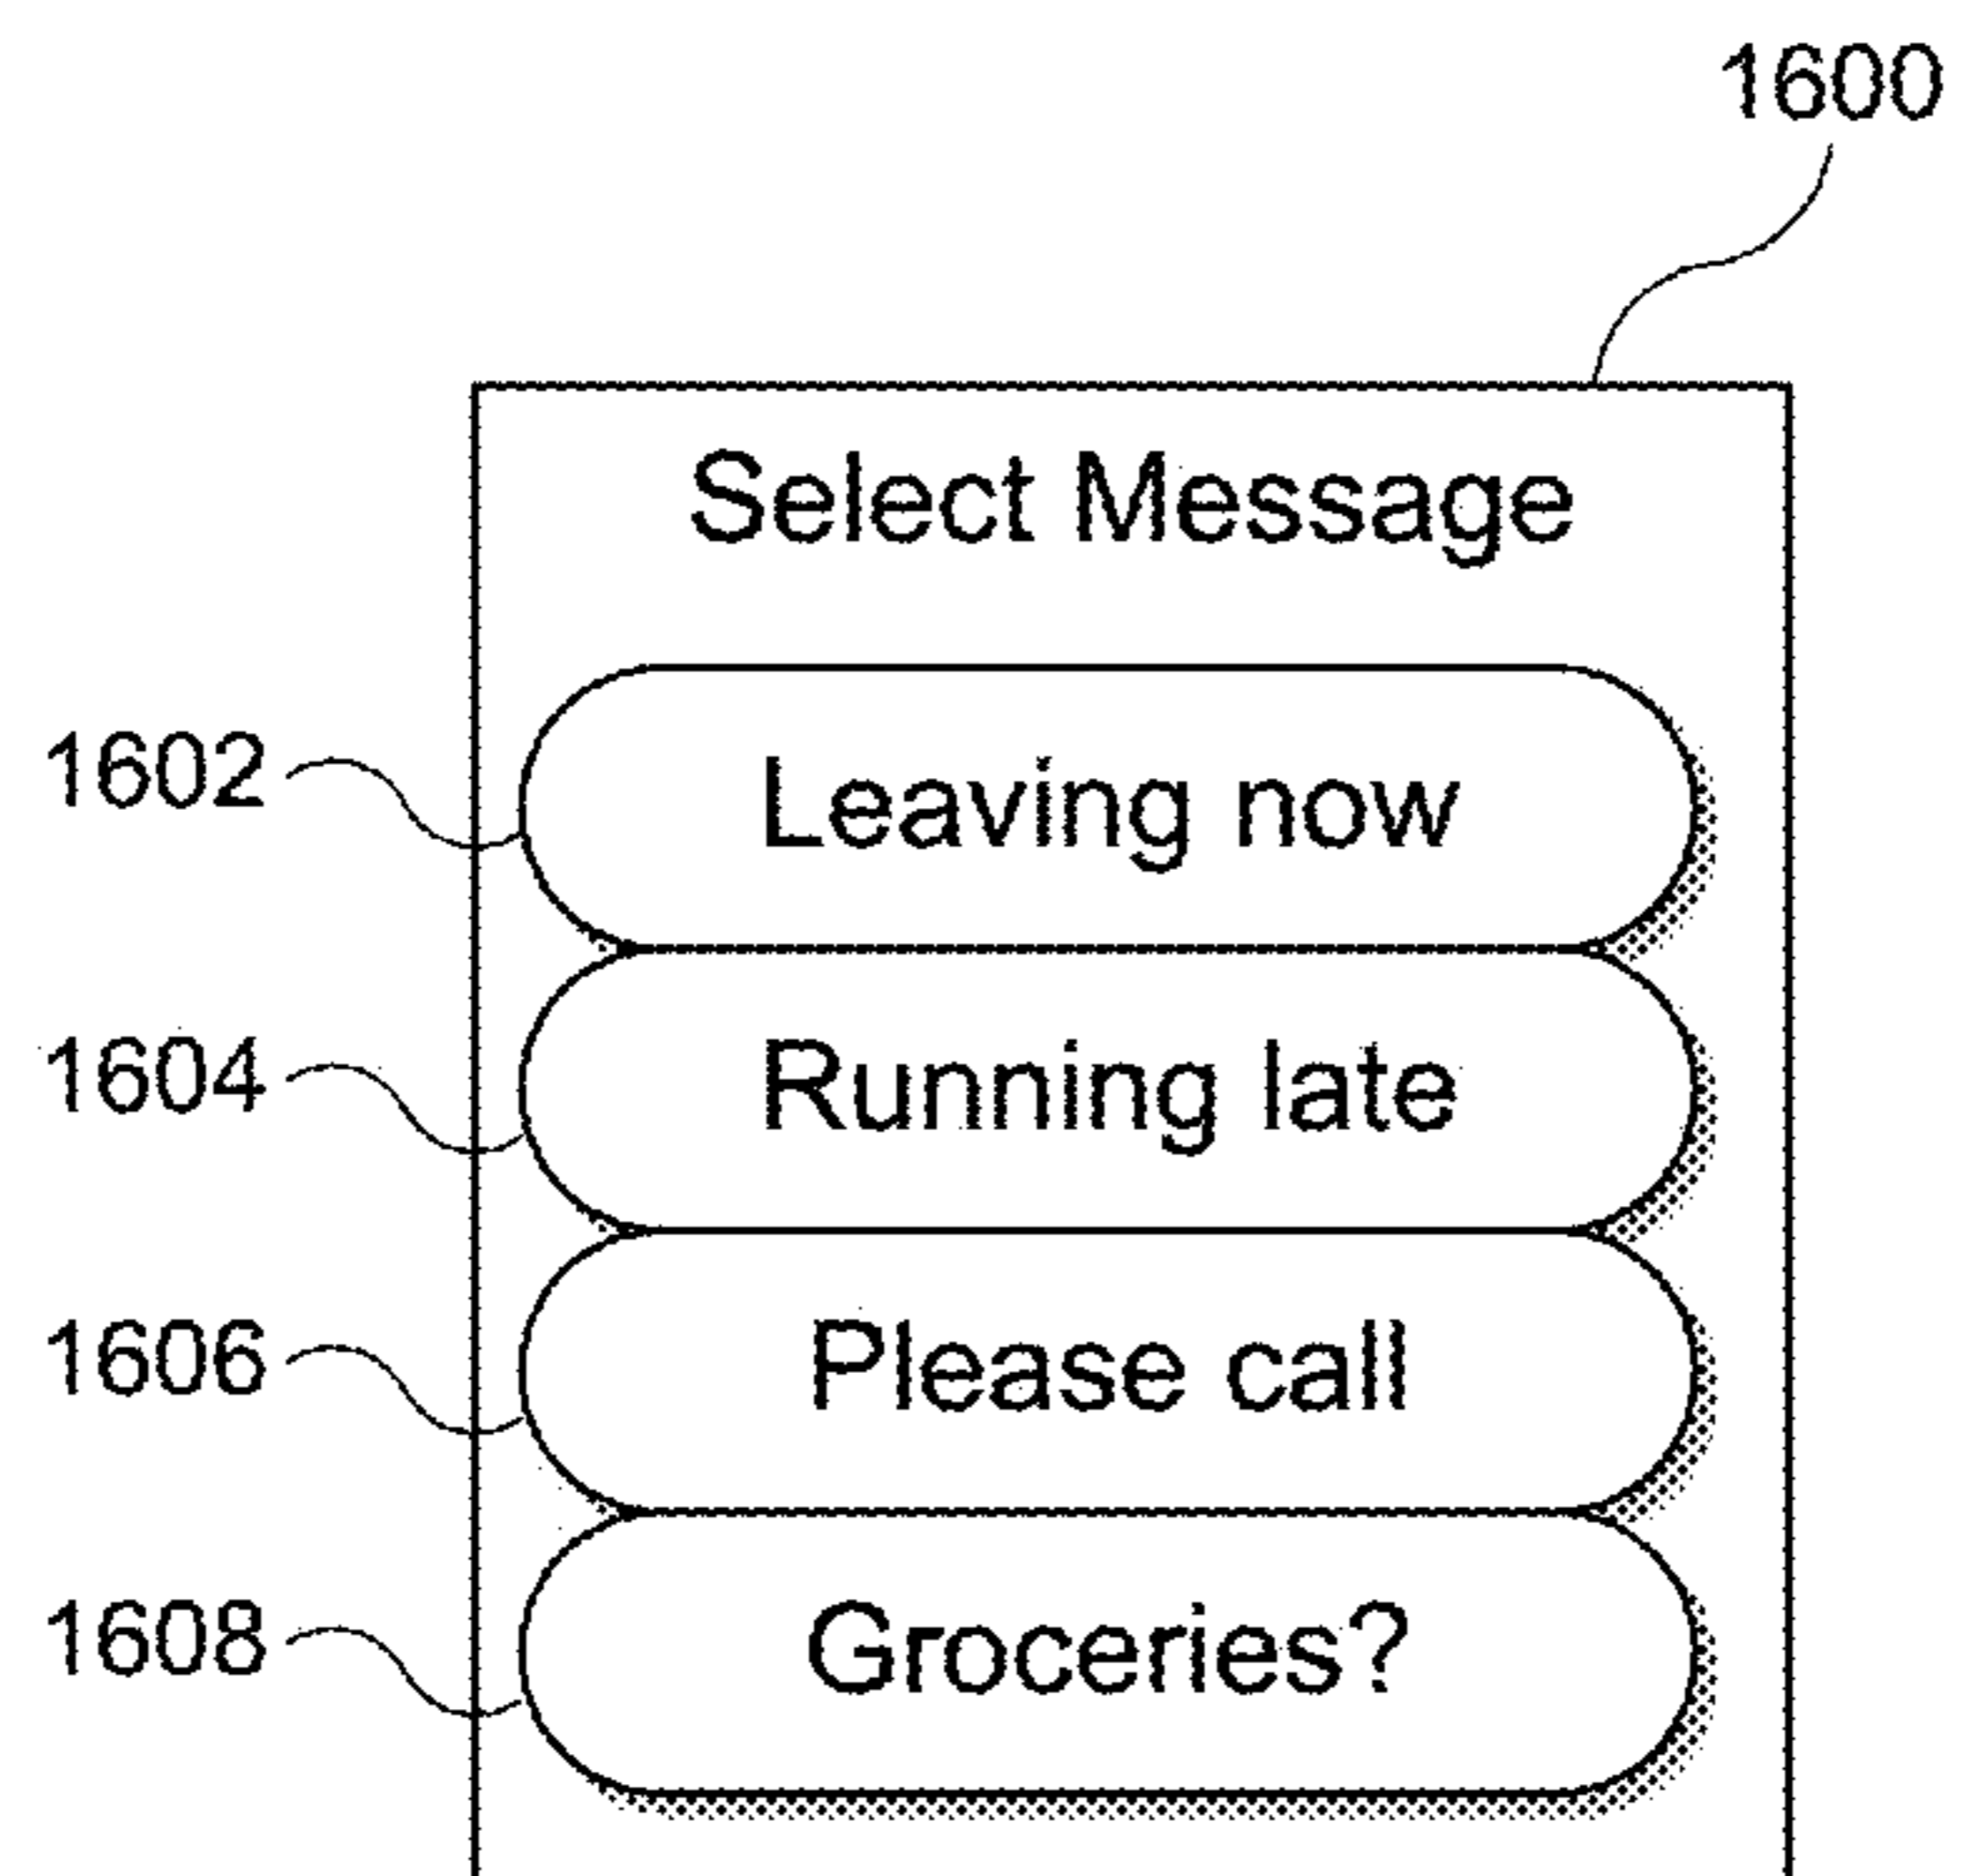 1600
Select Message
1602 Leaving now
1604 Running late
1606 Please call
1608 Groceries?